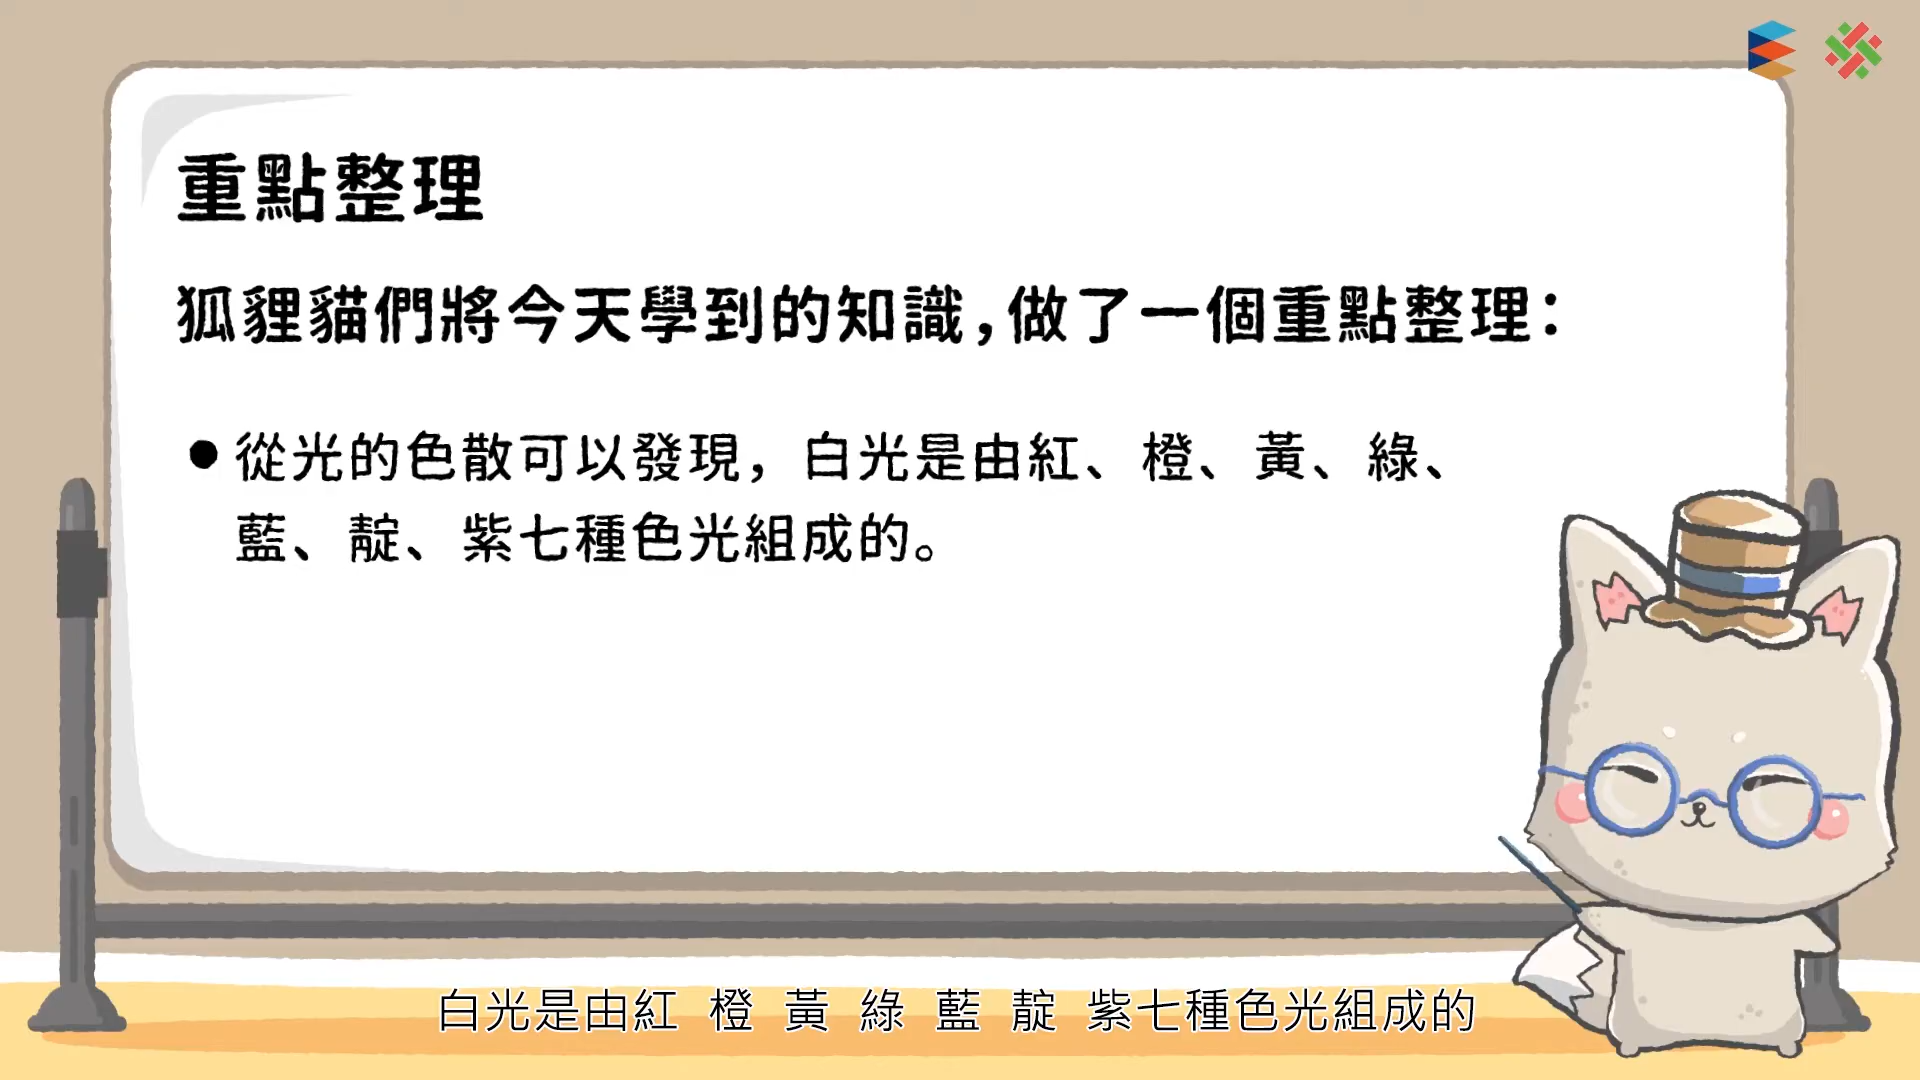 重點整理
狐狸貓們將今天學到的知識,做了一個重點整理:
●從光的色散可以發現，白光是由紅、橙、黃、綠、
藍、靛、紫七種色光組成的。
白光是由紅 橙 黃 綠 藍 靛 紫七種色光組成的